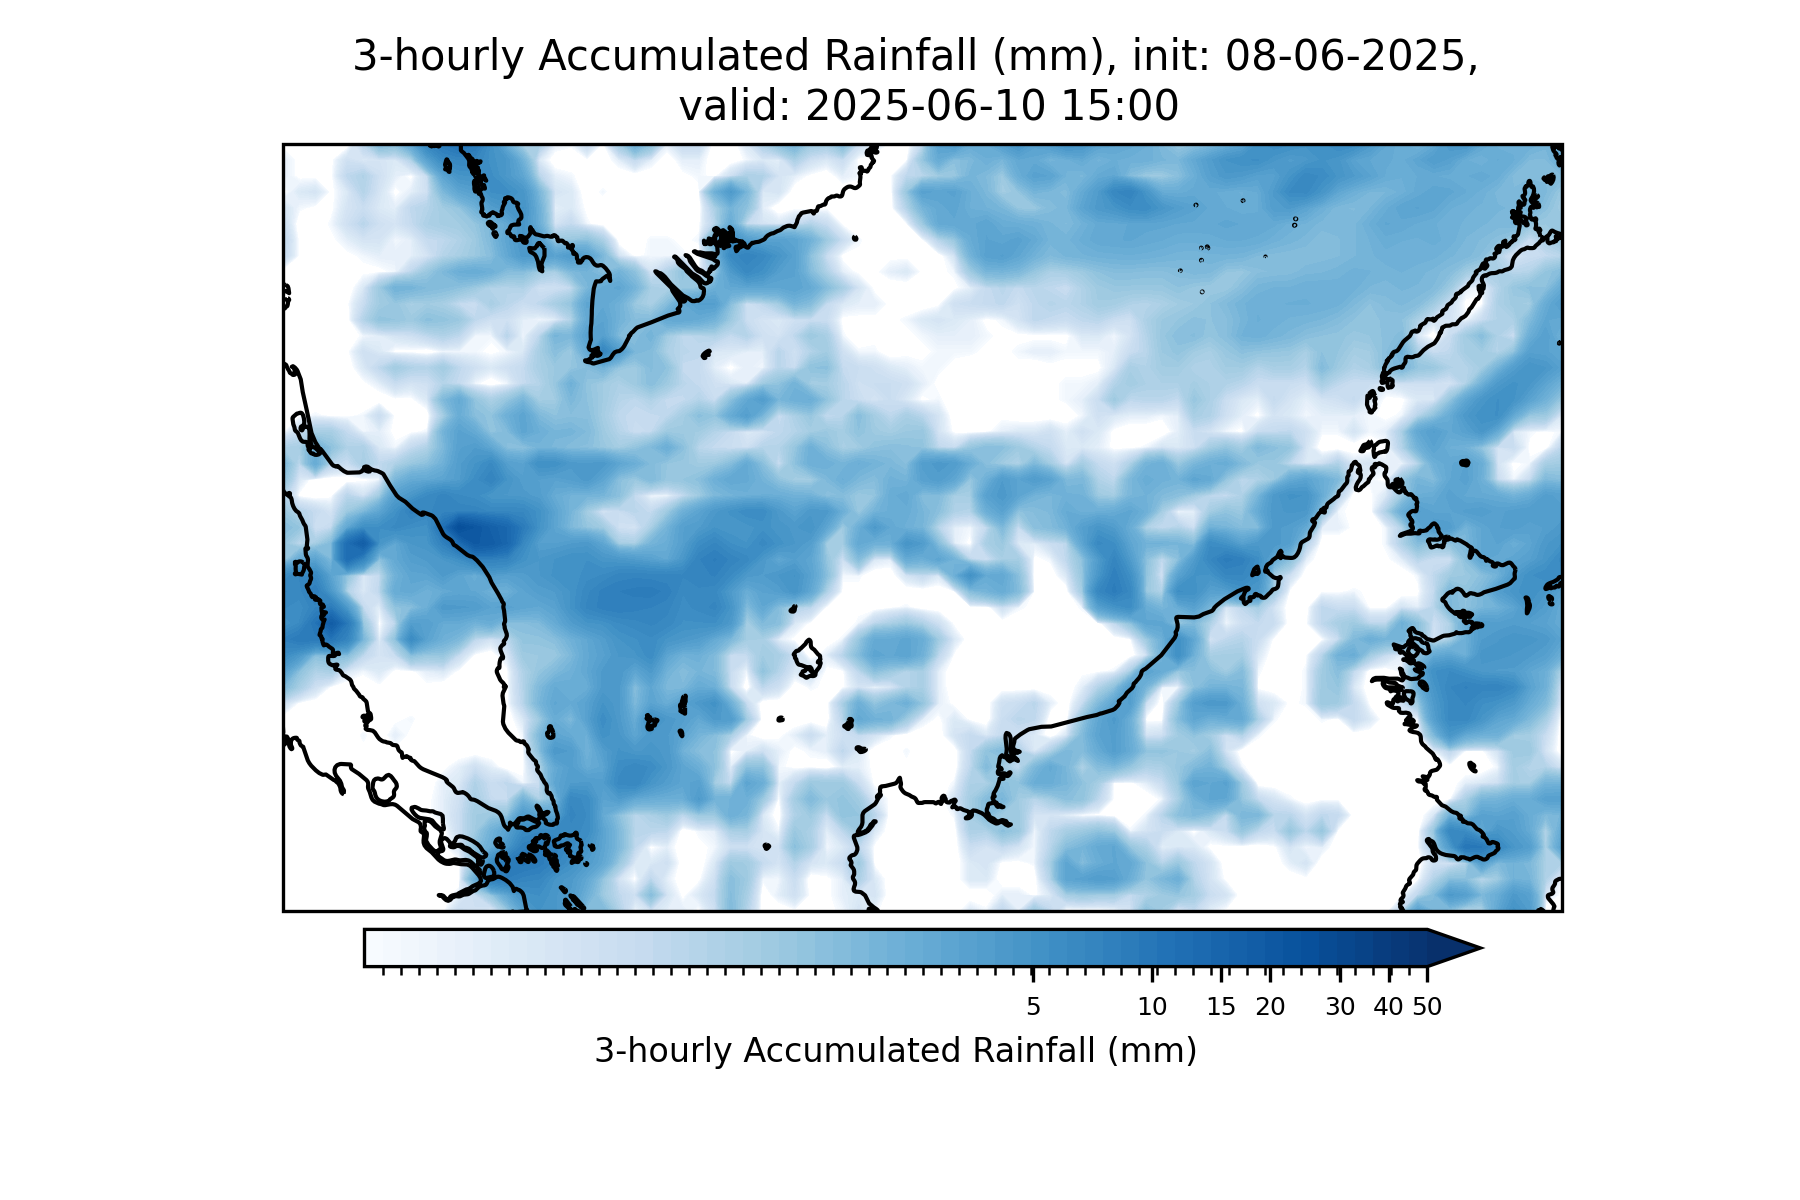 3-hourly Accumulated Rainfall (mm), init: 08-06-2025,
valid: 2025-06-10 15:00
5 10 15 20 30 40 50
3-hourly Accumulated Rainfall (mm)